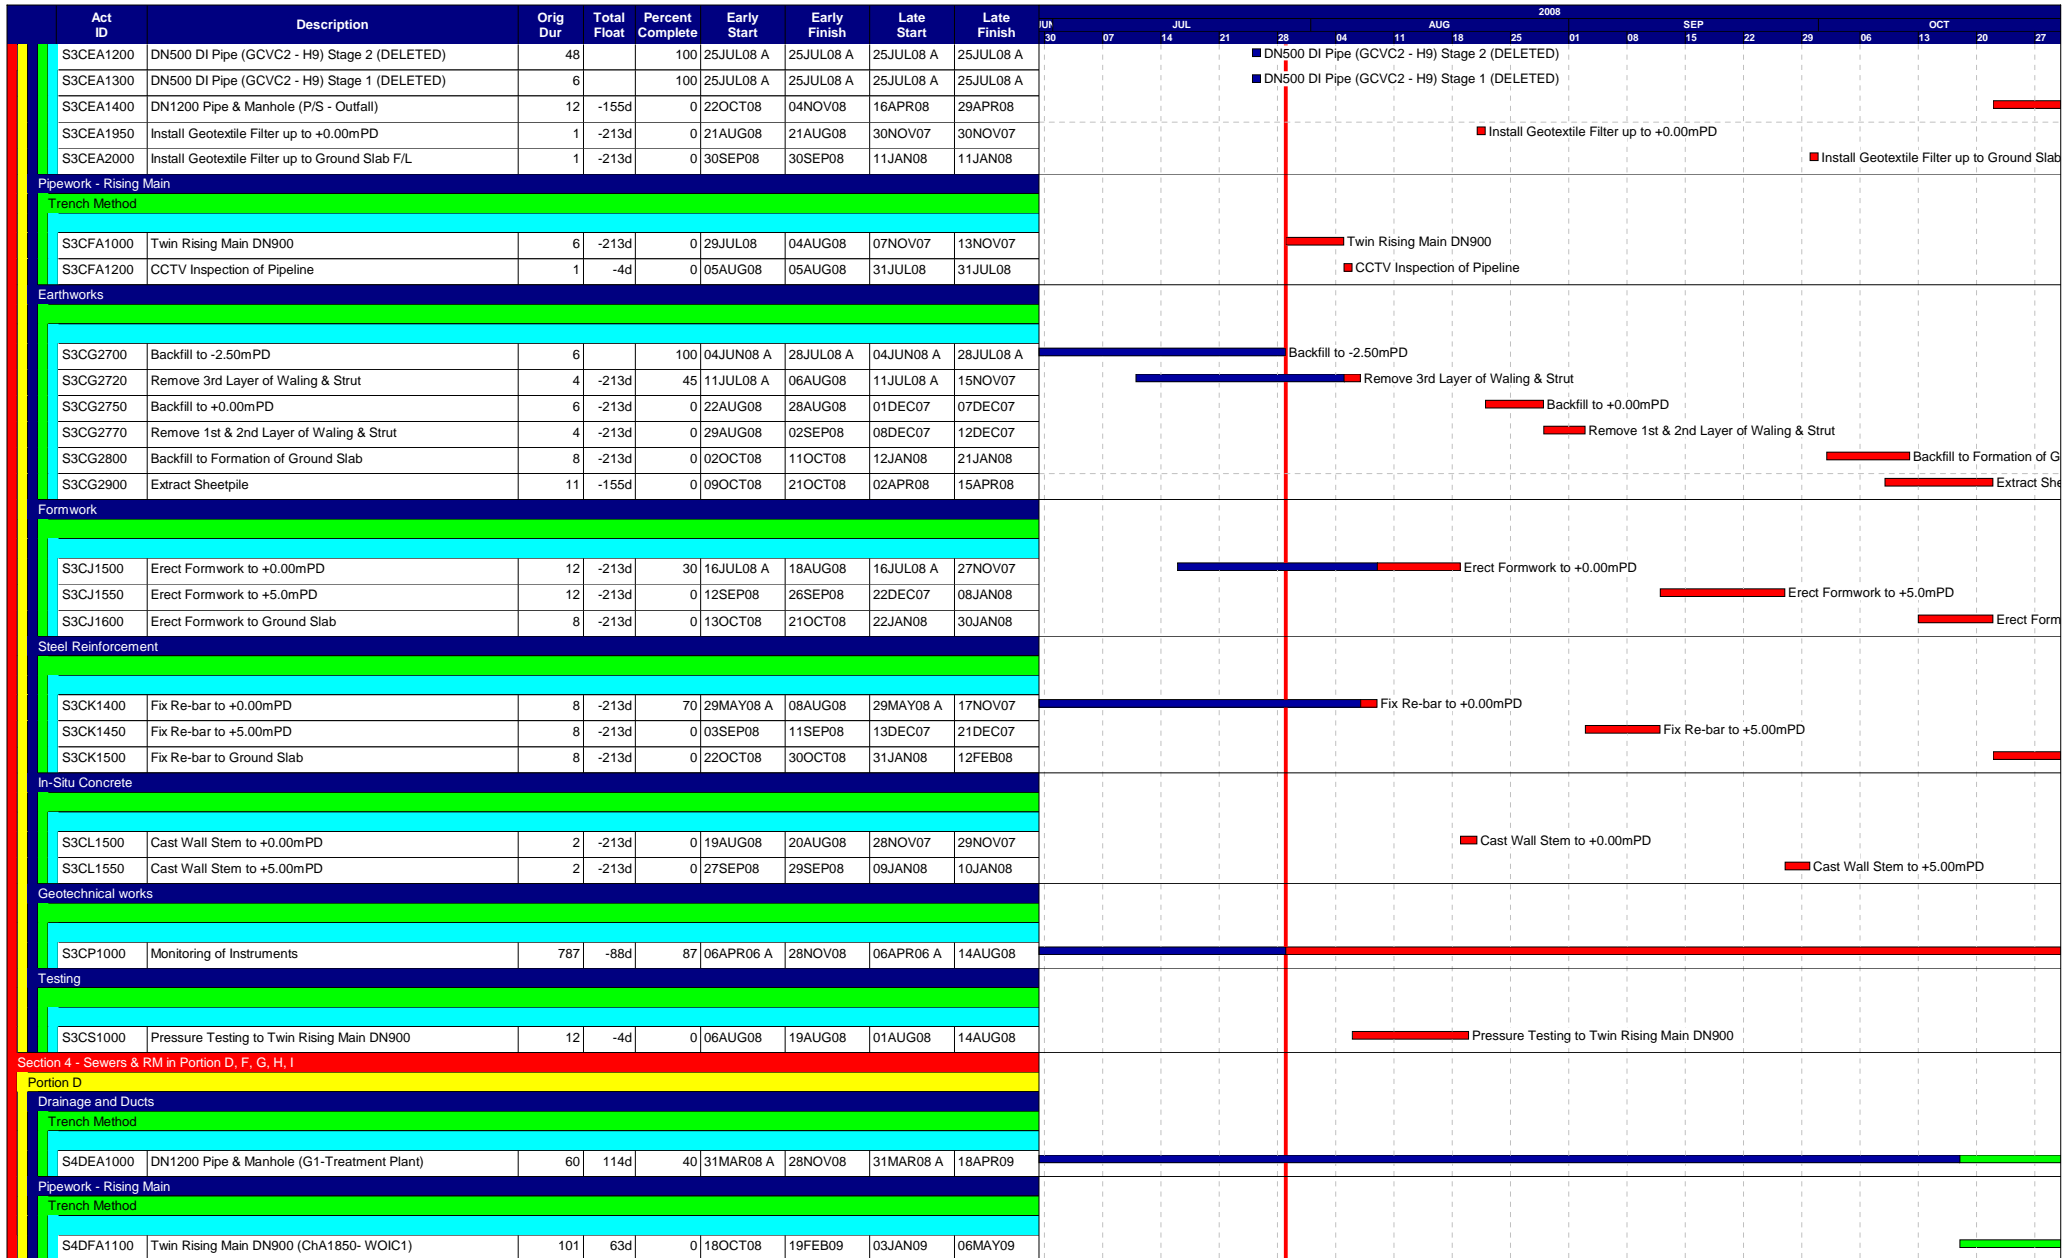 Act ID Description Orig Dur Total Float Percent Complete Early Start Early Finish Late Start Late Finish
2008
JUN JUL AUG SEP OCT
30 07 14 21 28 04 11 18 25 01 08 15 22 29 06 13 20 27
S3CEA1200 DN500 DI Pipe (GCVC2 - H9) Stage 2 (DELETED) 48 100 25JUL08 A 25JUL08 A 25JUL08 A 25JUL08 A DN500 DI Pipe (GCVC2 - H9) Stage 2 (DELETED)
S3CEA1300 DN500 DI Pipe (GCVC2 - H9) Stage 1 (DELETED) 6 100 25JUL08 A 25JUL08 A 25JUL08 A 25JUL08 A DN500 DI Pipe (GCVC2 - H9) Stage 1 (DELETED)
S3CEA1400 DN1200 Pipe & Manhole (P/S - Outfall) 12 -155d 0 22OCT08 04NOV08 16APR08 29APR08
S3CEA1950 Install Geotextile Filter up to +0.00mPD 1 -213d 0 21AUG08 21AUG08 30NOV07 30NOV07 Install Geotextile Filter up to +0.00mPD
S3CEA2000 Install Geotextile Filter up to Ground Slab F/L 1 -213d 0 30SEP08 30SEP08 11JAN08 11JAN08 Install Geotextile Filter up to Ground Slab
Pipework - Rising Main
Trench Method
S3CFA1000 Twin Rising Main DN900 6 -213d 0 29JUL08 04AUG08 07NOV07 13NOV07 Twin Rising Main DN900
S3CFA1200 CCTV Inspection of Pipeline 1 -4d 0 05AUG08 05AUG08 31JUL08 31JUL08 CCTV Inspection of Pipeline
Earthworks
S3CG2700 Backfill to -2.50mPD 6 100 04JUN08 A 28JUL08 A 04JUN08 A 28JUL08 A Backfill to -2.50mPD
S3CG2720 Remove 3rd Layer of Waling & Strut 4 -213d 45 11JUL08 A 06AUG08 11JUL08 A 15NOV07 Remove 3rd Layer of Waling & Strut
S3CG2750 Backfill to +0.00mPD 6 -213d 0 22AUG08 28AUG08 01DEC07 07DEC07 Backfill to +0.00mPD
S3CG2770 Remove 1st & 2nd Layer of Waling & Strut 4 -213d 0 29AUG08 02SEP08 08DEC07 12DEC07 Remove 1st & 2nd Layer of Waling & Strut
S3CG2800 Backfill to Formation of Ground Slab 8 -213d 0 02OCT08 11OCT08 12JAN08 21JAN08 Backfill to Formation of G
S3CG2900 Extract Sheetpile 11 -155d 0 09OCT08 21OCT08 02APR08 15APR08 Extract She
Formwork
S3CJ1500 Erect Formwork to +0.00mPD 12 -213d 30 16JUL08 A 18AUG08 16JUL08 A 27NOV07 Erect Formwork to +0.00mPD
S3CJ1550 Erect Formwork to +5.0mPD 12 -213d 0 12SEP08 26SEP08 22DEC07 08JAN08 Erect Formwork to +5.0mPD
S3CJ1600 Erect Formwork to Ground Slab 8 -213d 0 13OCT08 21OCT08 22JAN08 30JAN08 Erect Form
Steel Reinforcement
S3CK1400 Fix Re-bar to +0.00mPD 8 -213d 70 29MAY08 A 08AUG08 29MAY08 A 17NOV07 Fix Re-bar to +0.00mPD
S3CK1450 Fix Re-bar to +5.00mPD 8 -213d 0 03SEP08 11SEP08 13DEC07 21DEC07 Fix Re-bar to +5.00mPD
S3CK1500 Fix Re-bar to Ground Slab 8 -213d 0 22OCT08 30OCT08 31JAN08 12FEB08
In-Situ Concrete
S3CL1500 Cast Wall Stem to +0.00mPD 2 -213d 0 19AUG08 20AUG08 28NOV07 29NOV07 Cast Wall Stem to +0.00mPD
S3CL1550 Cast Wall Stem to +5.00mPD 2 -213d 0 27SEP08 29SEP08 09JAN08 10JAN08 Cast Wall Stem to +5.00mPD
Geotechnical works
S3CP1000 Monitoring of Instruments 787 -88d 87 06APR06 A 28NOV08 06APR06 A 14AUG08
Testing
S3CS1000 Pressure Testing to Twin Rising Main DN900 12 -4d 0 06AUG08 19AUG08 01AUG08 14AUG08 Pressure Testing to Twin Rising Main DN900
Section 4 - Sewers & RM in Portion D, F, G, H, I
Portion D
Drainage and Ducts
Trench Method
S4DEA1000 DN1200 Pipe & Manhole (G1-Treatment Plant) 60 114d 40 31MAR08 A 28NOV08 31MAR08 A 18APR09
Pipework - Rising Main
Trench Method
S4DFA1100 Twin Rising Main DN900 (ChA1850- WOIC1) 101 63d 0 18OCT08 19FEB09 03JAN09 06MAY09